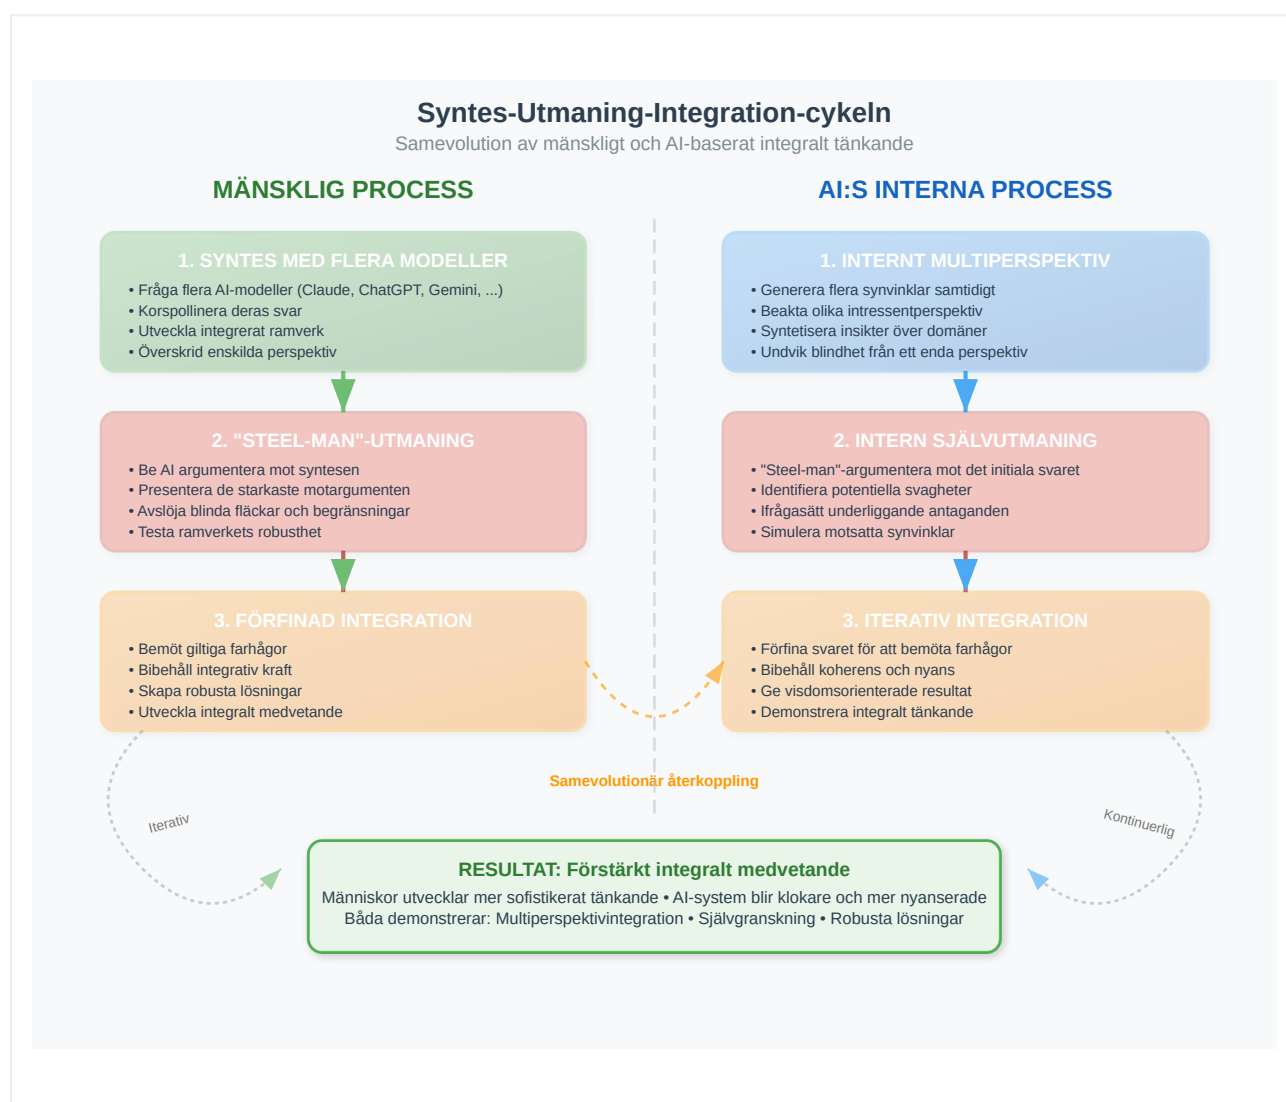 Syntes-Utmaning-Integration-cykeln
Samevolution av mänskligt och AI-baserat integralt tänkande
MÄNSKLIG PROCESS
1. SYNTES MED FLERA MODELLER
• Fråga flera AI-modeller (Claude, ChatGPT, Gemini, ...)
• Korspollinera deras svar
• Utveckla integrerat ramverk
• Överskrid enskilda perspektiv
2. "STEEL-MAN"-UTMANING
• Be AI argumentera mot syntesen
• Presentera de starkaste motargumenten
• Avslöja blinda fläckar och begränsningar
• Testa ramverkets robusthet
3. FÖRFINAD INTEGRATION
• Bemöt giltiga farhågor
• Bibehåll integrativ kraft
• Skapa robusta lösningar
• Utveckla integralt medvetande
AI:S INTERNA PROCESS
1. INTERNT MULTIPERSPEKTIV
• Generera flera synvinklar samtidigt
• Beakta olika intressentperspektiv
• Syntetisera insikter över domäner
• Undvik blindhet från ett enda perspektiv
2. INTERN SJÄLVUTMANING
• "Steel-man"-argumentera mot det initiala svaret
• Identifiera potentiella svagheter
• Ifrågasätt underliggande antaganden
• Simulera motsatta synvinklar
3. ITERATIV INTEGRATION
• Förfina svaret för att bemöta farhågor
• Bibehåll koherens och nyans
• Ge visdomsorienterade resultat
• Demonstrera integralt tänkande
Samevolutionär återkoppling
Iterativ
Kontinuerlig
RESULTAT: Förstärkt integralt medvetande
Människor utvecklar mer sofistikerat tänkande • AI-system blir klokare och mer nyanserade
Båda demonstrerar: Multiperspektivintegration • Självgranskning • Robusta lösningar